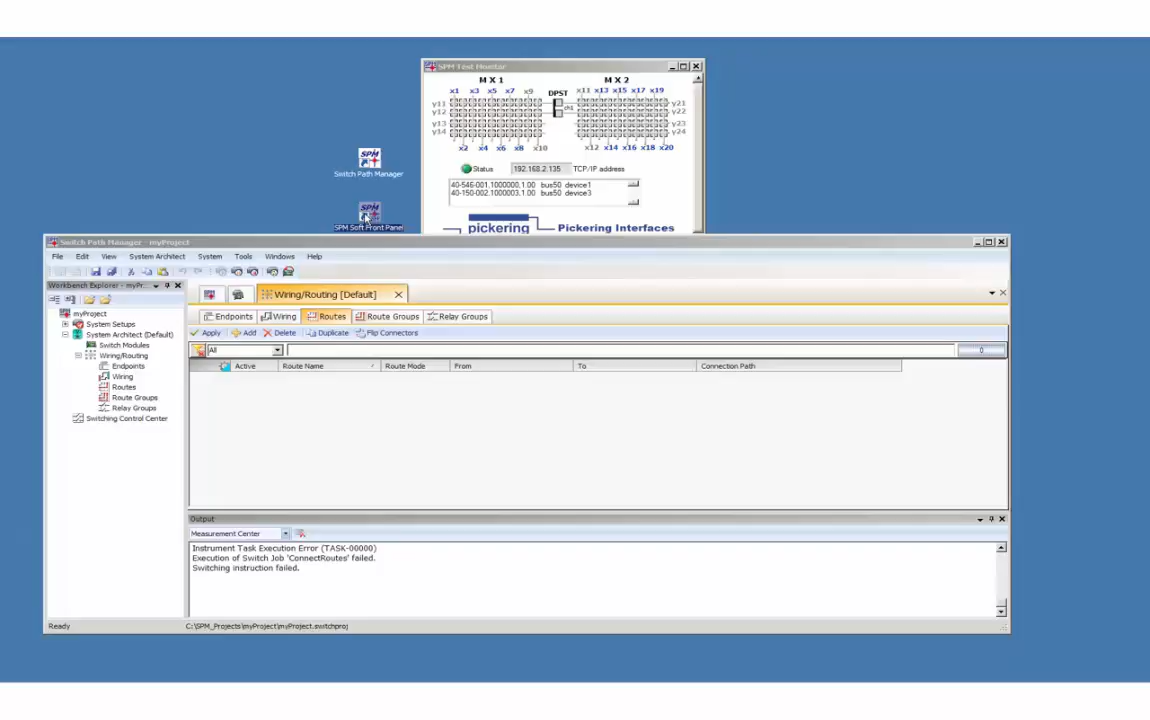 SPM Test Monitor
MX1
MX2
x1 x3 x5 x7 x9
DPST
x11 x13 x15 x17 x19
y11
y12
y13
y14
ch1
y21
y22
y23
y24
x2 x4 x6 x8 x10
x12 x14 x16 x18 x20
Status 192.168.2.135 TCP/IP address
40-546-001,1000000,1.00 bus50 device1
40-150-002,1000003,1.00 bus50 device3
pickering Pickering Interfaces
SPM
Switch Path Manager
SPM
SPM Soft Front Panel
Switch Path Manager - myProject
File Edit View System Architect System Tools Windows Help
Workbench Explorer - myPr...
Wiring/Routing [Default]
myProject
System Setups
System Architect (Default)
Switch Modules
Wiring/Routing
Endpoints
Wiring
Routes
Route Groups
Relay Groups
Switching Control Center
Endpoints Wiring Routes Route Groups Relay Groups
Apply Add Delete Duplicate Flip Connectors
All 0
Active Route Name Route Mode From To Connection Path
Output
Measurement Center
Instrument Task Execution Error (TASK-00000)
Execution of Switch Job 'ConnectRoutes' failed.
Switching instruction failed.
Ready C:\SPM_Projects\myProject\myProject.switchproj